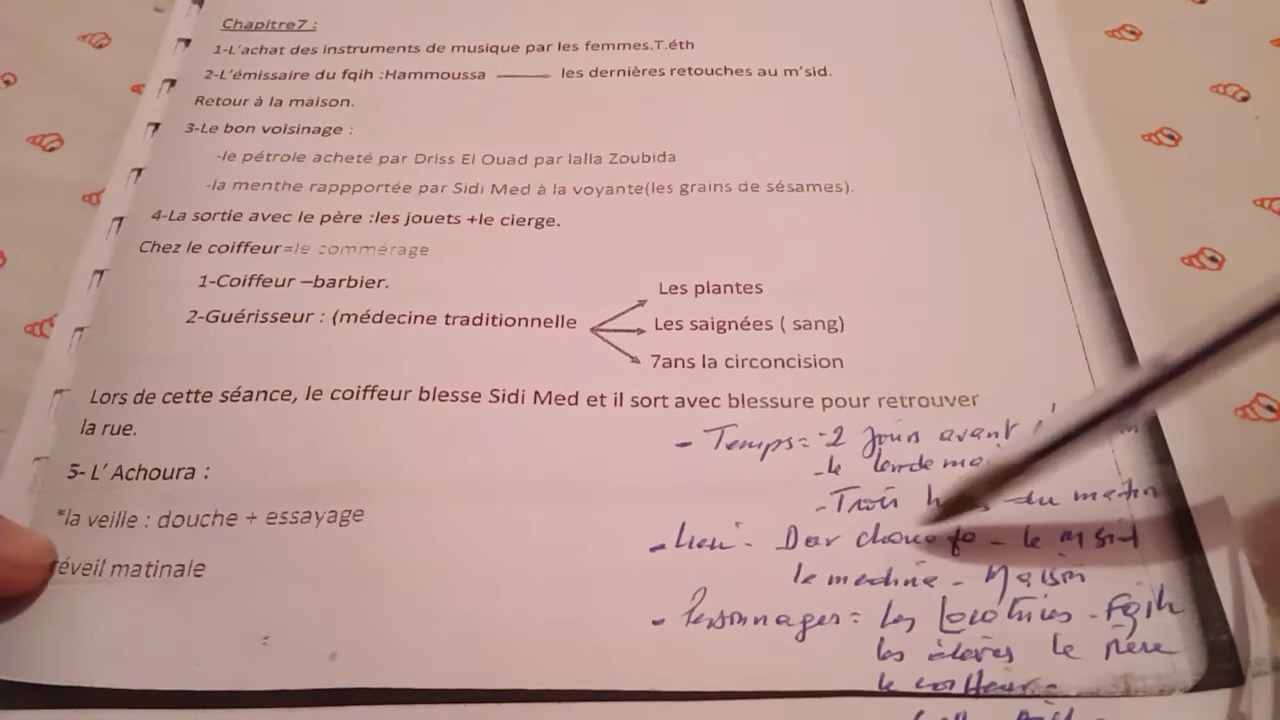 Chapitre7 :
1-L'achat des instruments de musique par les femmes.T.éth
2-L'émissaire du fqih :Hammoussa les dernières retouches au m'sid.
Retour à la maison.
3-Le bon voisinage :
-le pétrole acheté par Driss El Ouad par lalla Zoubida
-la menthe rappportée par Sidi Med à la voyante(les grains de sésames).
4-La sortie avec le père :les jouets +le cierge.
Chez le coiffeur=le commérage
1-Coiffeur –barbier.
2-Guérisseur : (médecine traditionnelle
Les plantes
Les saignées ( sang)
7ans la circoncision
Lors de cette séance, le coiffeur blesse Sidi Med et il sort avec blessure pour retrouver
la rue.
5- L' Achoura :
*la veille : douche + essayage
réveil matinale
- Temps= -2 jours avant
- le
- Trois du matin
- Lieu - Dar chouafa - le msid
le medina - Maison
- Personnages = les locatrices - Fqih
les élèves le père
le coiffeur -